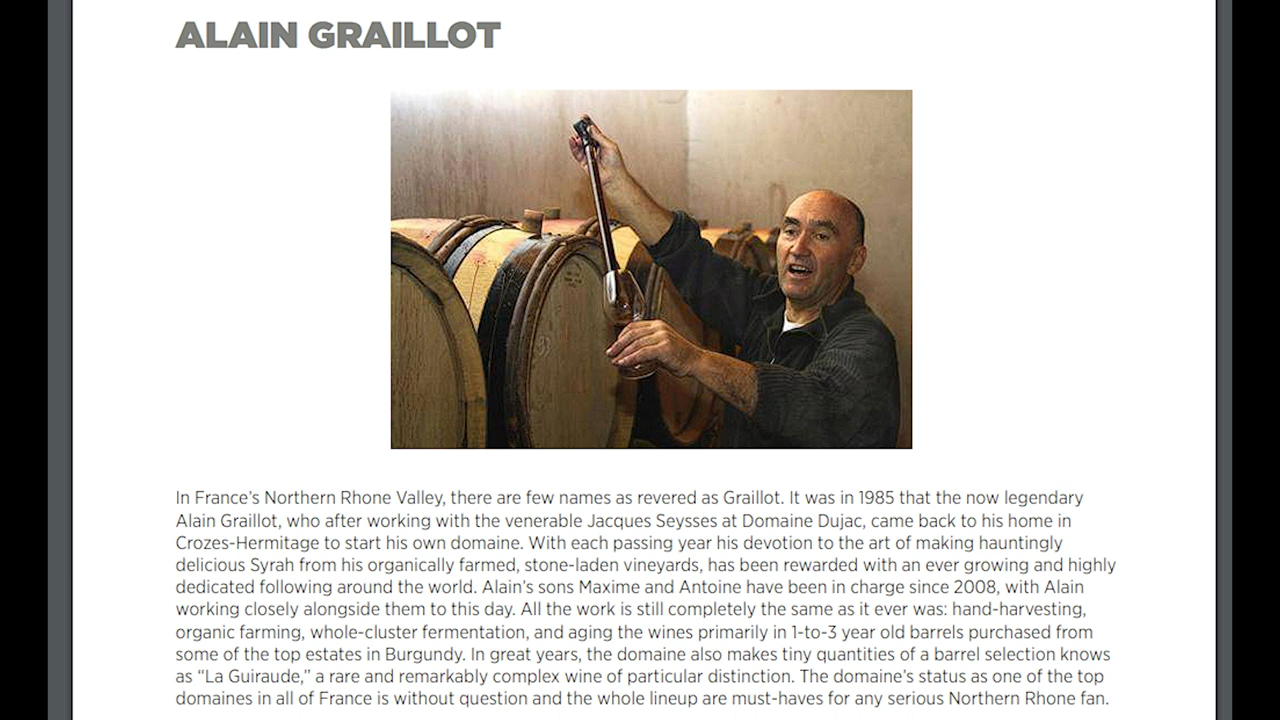 ALAIN GRAILLOT
In France’s Northern Rhone Valley, there are few names as revered as Graillot. It was in 1985 that the now legendary
Alain Graillot, who after working with the venerable Jacques Seysses at Domaine Dujac, came back to his home in
Crozes-Hermitage to start his own domaine. With each passing year his devotion to the art of making hauntingly
delicious Syrah from his organically farmed, stone-laden vineyards, has been rewarded with an ever growing and highly
dedicated following around the world. Alain’s sons Maxime and Antoine have been in charge since 2008, with Alain
working closely alongside them to this day. All the work is still completely the same as it ever was: hand-harvesting,
organic farming, whole-cluster fermentation, and aging the wines primarily in 1-to-3 year old barrels purchased from
some of the top estates in Burgundy. In great years, the domaine also makes tiny quantities of a barrel selection knows
as “La Guiraude,” a rare and remarkably complex wine of particular distinction. The domaine’s status as one of the top
domaines in all of France is without question and the whole lineup are must-haves for any serious Northern Rhone fan.